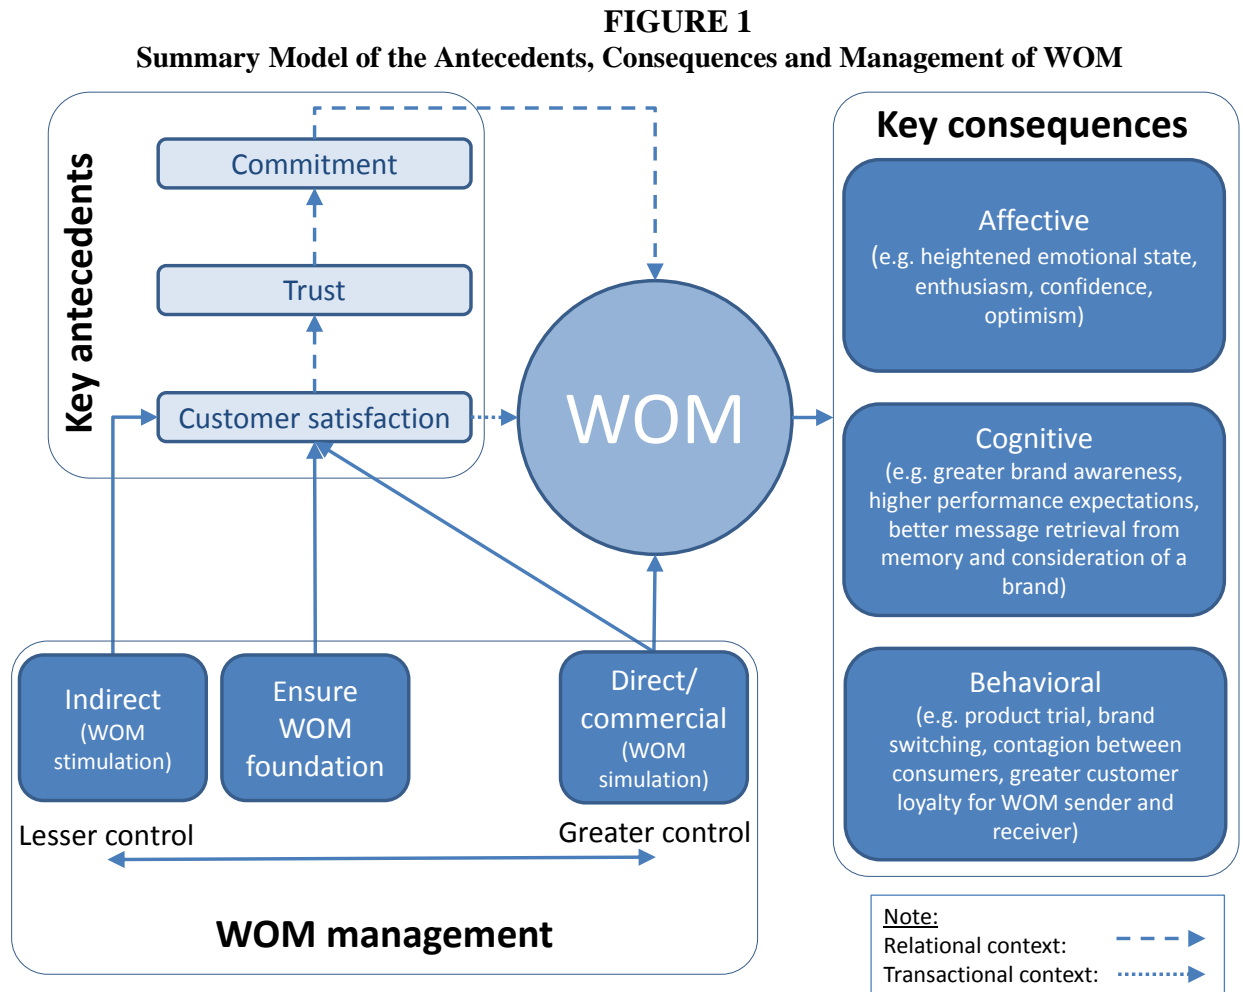 FIGURE 1
Summary Model of the Antecedents, Consequences and Management of WOM
Key antecedents
Commitment
Trust
Customer satisfaction
WOM
Key consequences
Affective
(e.g. heightened emotional state,
enthusiasm, confidence,
optimism)
Cognitive
(e.g. greater brand awareness,
higher performance expectations,
better message retrieval from
memory and consideration of a
brand)
Behavioral
(e.g. product trial, brand
switching, contagion between
consumers, greater customer
loyalty for WOM sender and
receiver)
Indirect
(WOM
stimulation)
Ensure
WOM
foundation
Direct/
commercial
(WOM
simulation)
Lesser control
Greater control
WOM management
Note:
Relational context:
Transactional context: